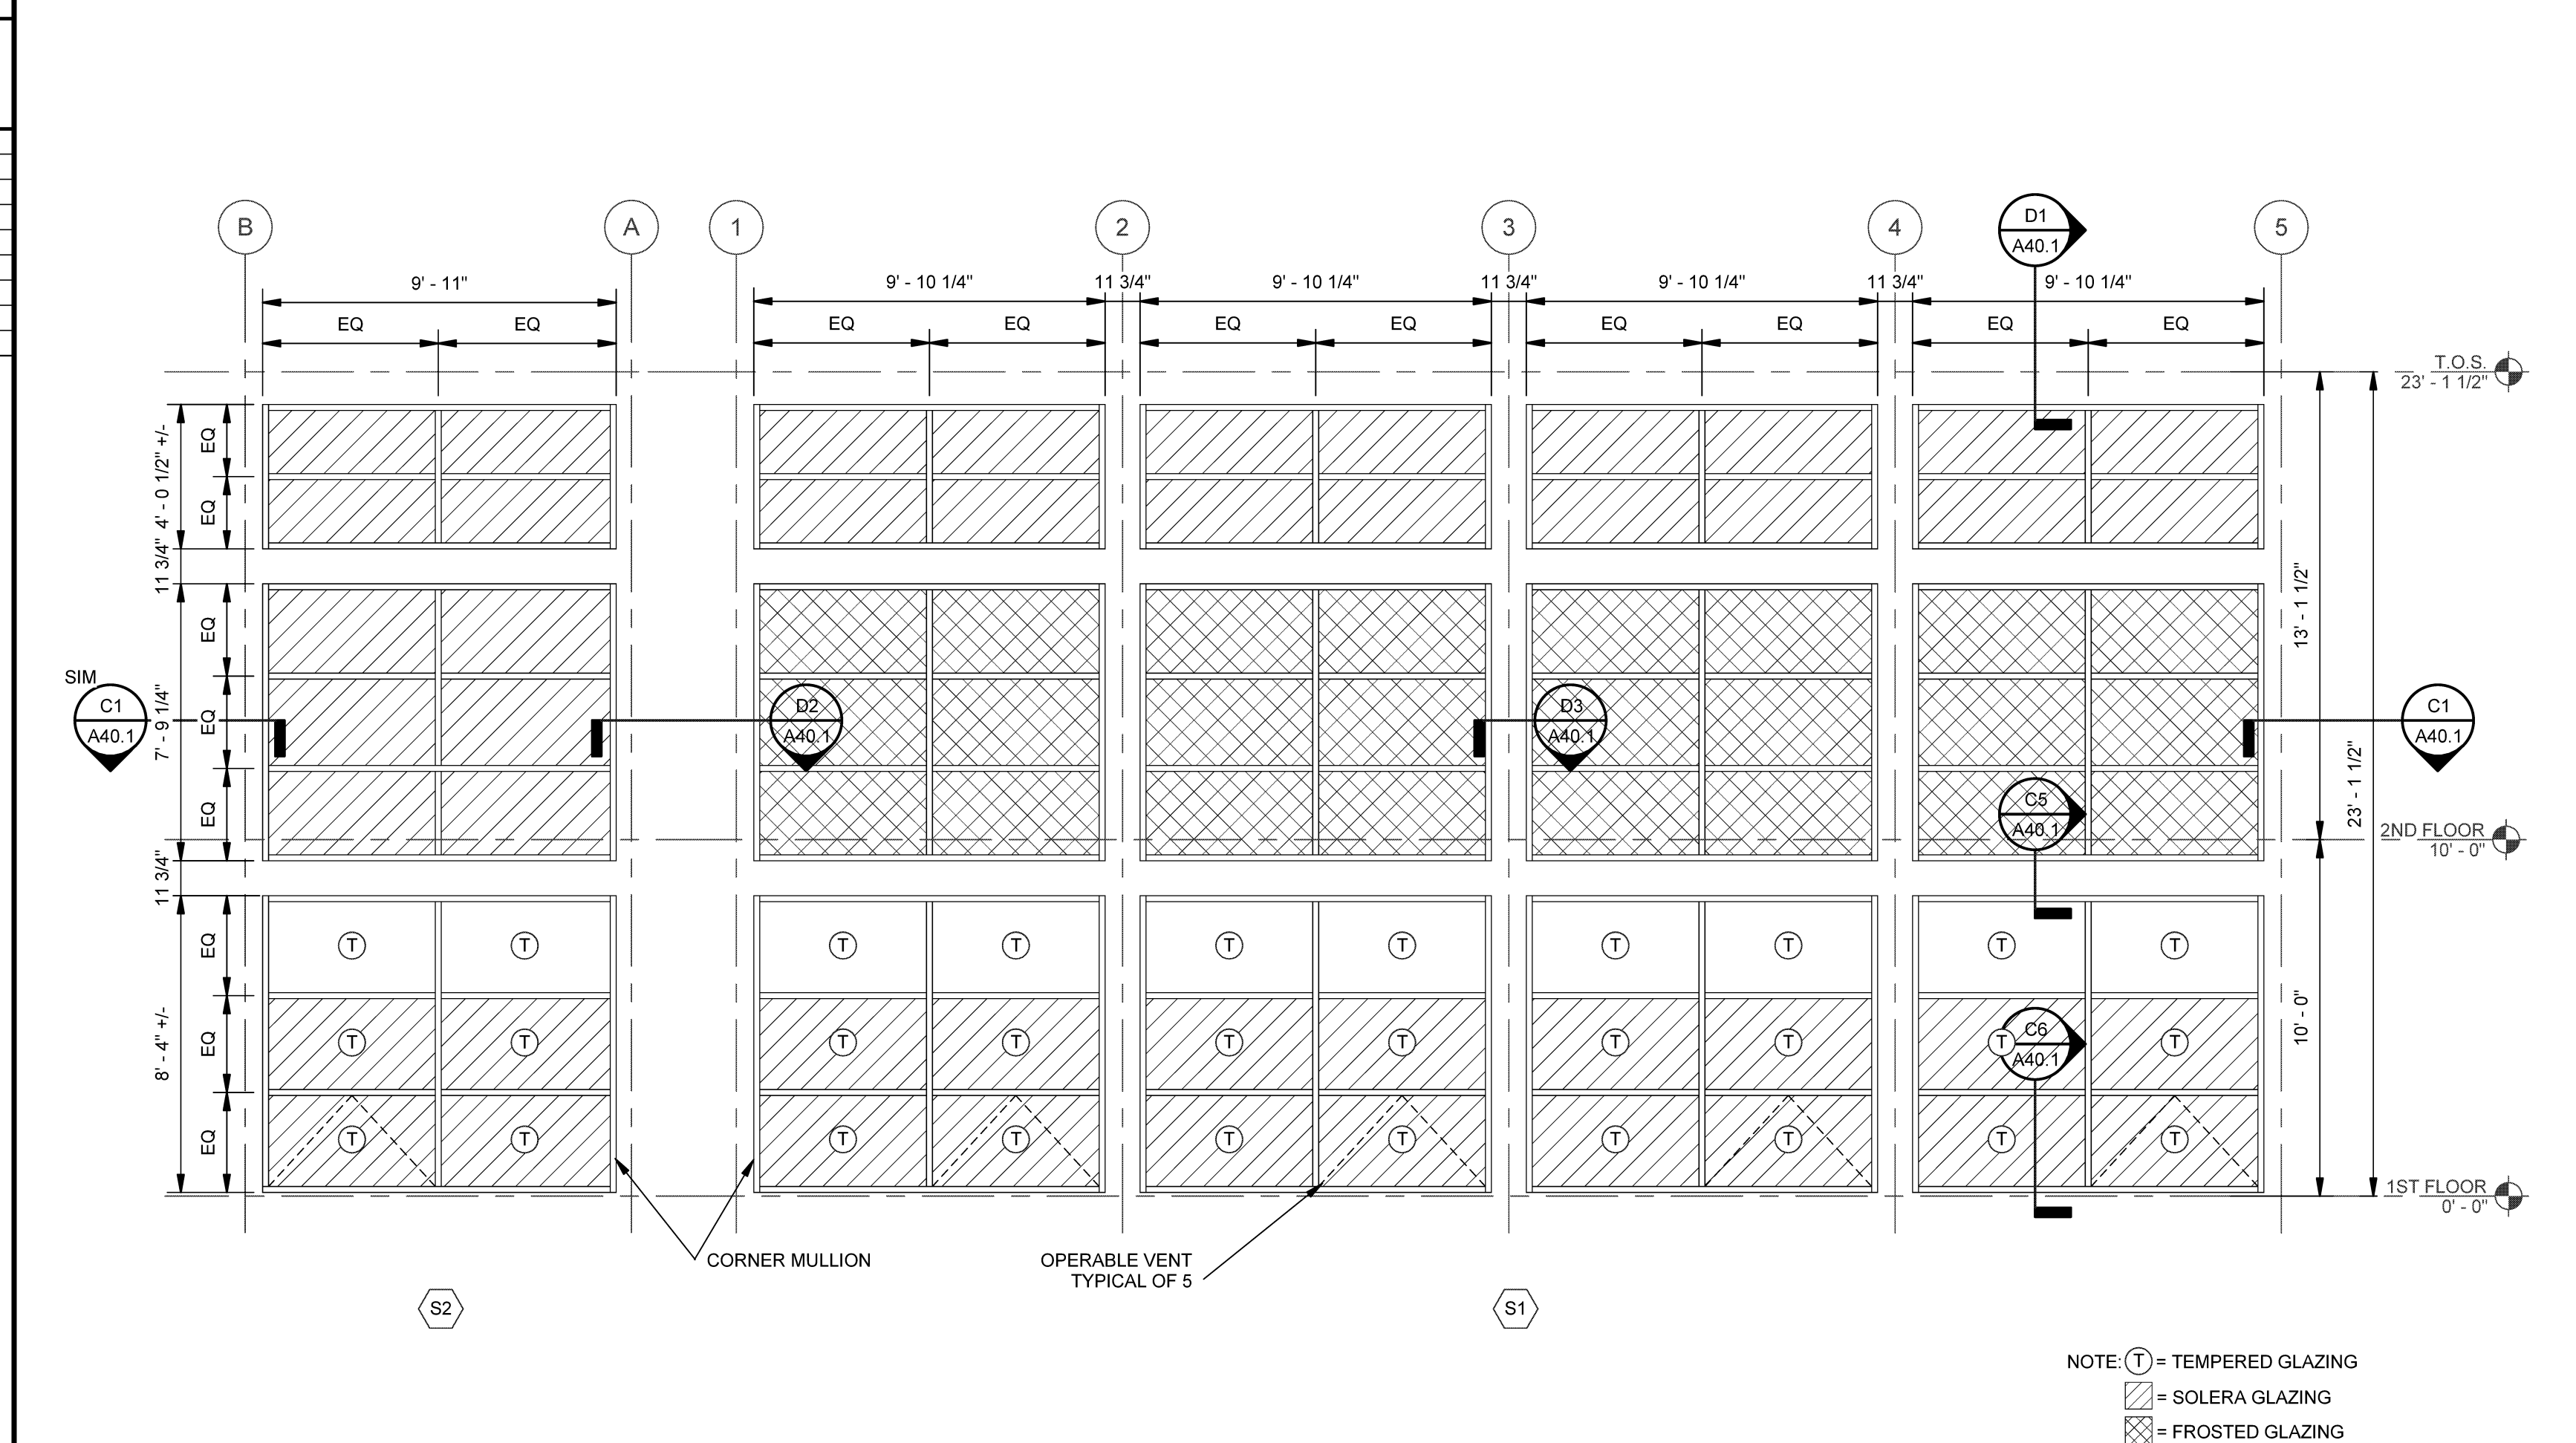 B
A
1
2
3
4
D1
A40.1
5
9' - 11"
9' - 10 1/4"
11 3/4"
9' - 10 1/4"
11 3/4"
9' - 10 1/4"
11 3/4"
9' - 10 1/4"
EQ
EQ
EQ
EQ
EQ
EQ
EQ
EQ
EQ
EQ
T.O.S.
23' - 1 1/2"
4' - 0 1/2" +/-
EQ
EQ
11 3/4"
13' - 1 1/2"
EQ
EQ
EQ
7' - 9 1/4"
SIM
C1
A40.1
D2
A40.1
D3
A40.1
C1
A40.1
C5
A40.1
23' - 1 1/2"
2ND FLOOR
10' - 0"
11 3/4"
EQ
T
T
T
T
T
T
T
T
T
T
8' - 4" +/-
EQ
T
T
T
T
T
T
T
T
T
C6
A40.1
T
10' - 0"
EQ
T
T
T
T
T
T
T
T
T
T
1ST FLOOR
0' - 0"
CORNER MULLION
OPERABLE VENT
TYPICAL OF 5
S2
S1
NOTE: T = TEMPERED GLAZING
= SOLERA GLAZING
= FROSTED GLAZING